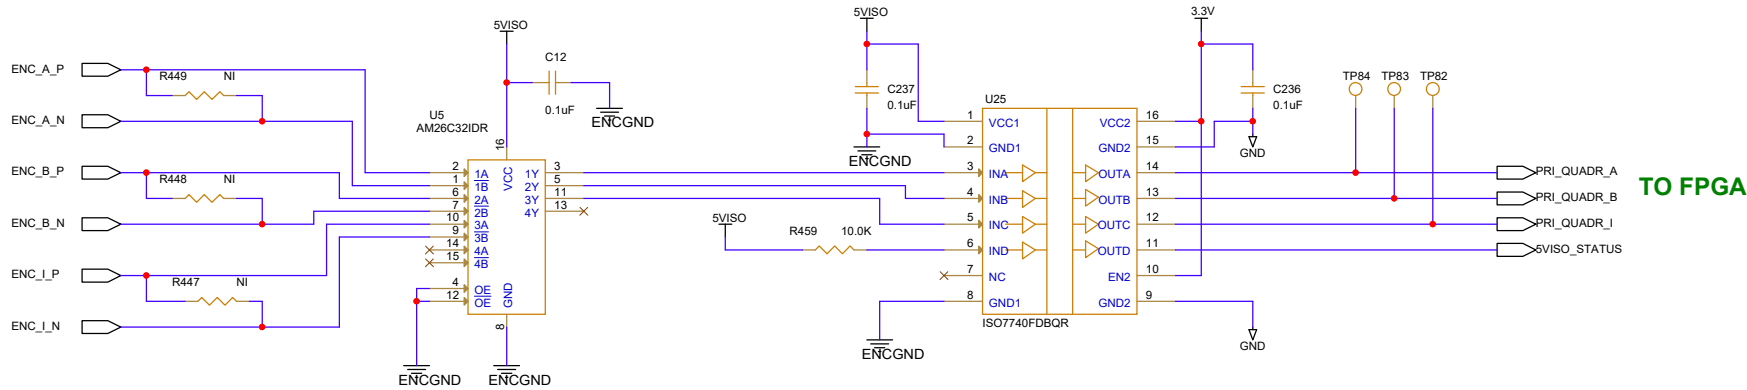 5VISO
5VISO
3.3V
ENC_A_P
R449 NI
C12
0.1uF
ENCGND
C237
0.1uF
ENCGND
C236
0.1uF
GND
TP84 TP83 TP82
ENC_A_N
U5
AM26C32IDR
U25
ENC_B_P
R448 NI
ENC_B_N
ENC_I_P
R447 NI
ENC_I_N
16
VCC
2 1A 1Y 3
1 1B 2Y 5
6 2A 3Y 11
7 2B 4Y 13
10 3A
9 3B
14 4A
15 4B
4 OE
12 OE
GND
8
ENCGND
ENCGND
1 VCC1 VCC2 16
2 GND1 GND2 15
3 INA OUTA 14
4 INB OUTB 13
5 INC OUTC 12
6 IND OUTD 11
7 NC EN2 10
8 GND1 GND2 9
ISO7740FDBQR
5VISO
R459 10.0K
ENCGND
GND
PRI_QUADR_A
PRI_QUADR_B
PRI_QUADR_I
5VISO_STATUS
TO FPGA